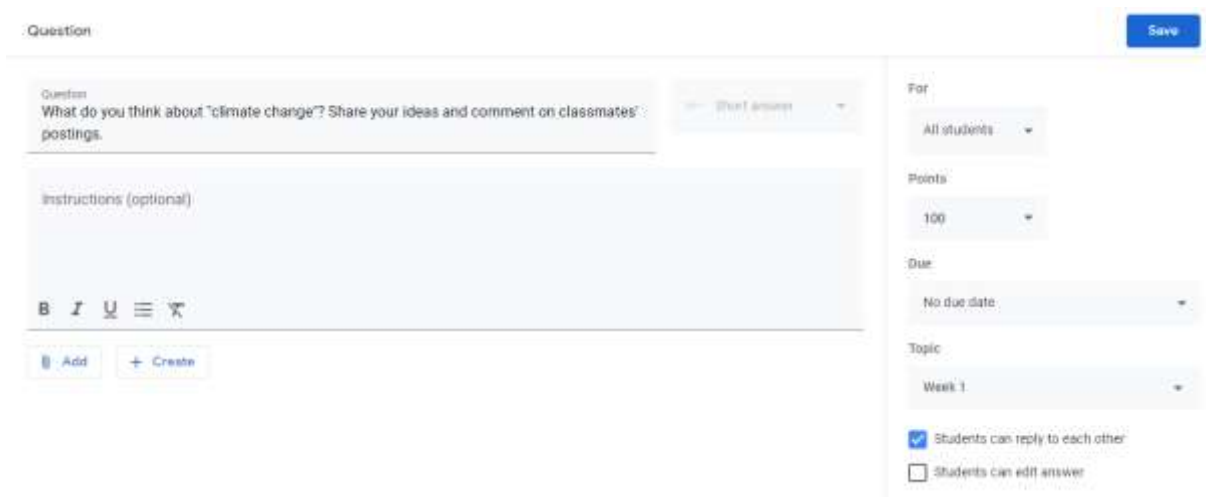 Question
Save
Question
What do you think about "climate change"? Share your ideas and comment on classmates'
postings.
Short answer
Instructions (optional)
B I U
Add
+ Create
For
All students
Points
100
Due
No due date
Topic
Week 1
Students can reply to each other
Students can edit answer